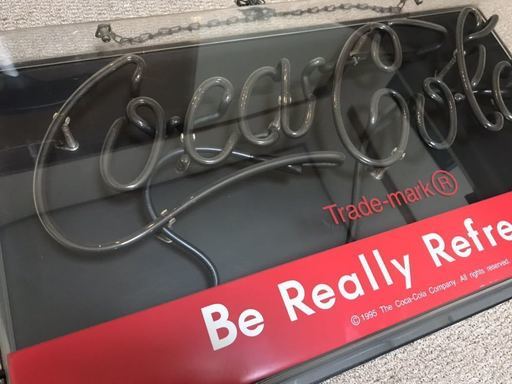 Coca-Cola
Trade-mark®
Be Really Refre
© 1995 The Coca-Cola Company. All rights reserved.